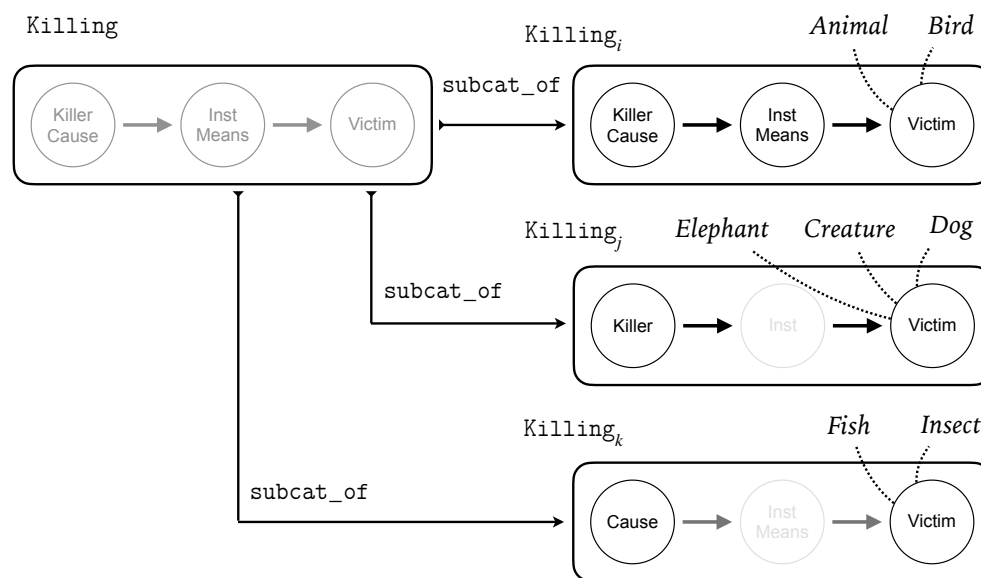 Killing
Killer
Cause
Inst
Means
Victim
subcat_of
Killing_i
Animal
Bird
Killer
Cause
Inst
Means
Victim
subcat_of
Killing_j
Elephant
Creature
Dog
Killer
Inst
Victim
subcat_of
Killing_k
Fish
Insect
Cause
Inst
Means
Victim